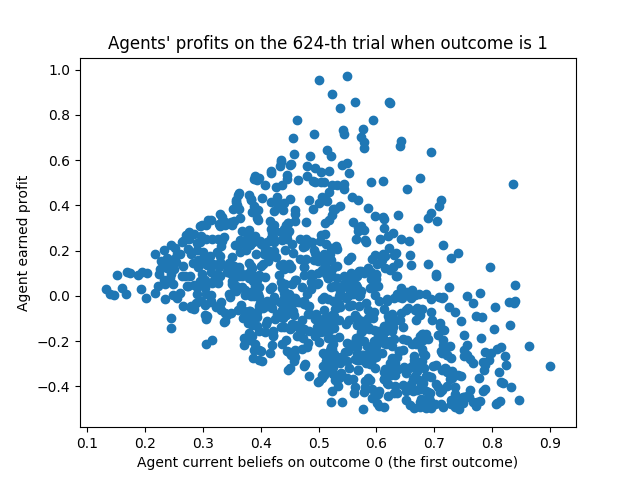 Agents' profits on the 624-th trial when outcome is 1
1.0
0.8
0.6
0.4
0.2
0.0
−0.2
−0.4
Agent earned profit
0.1 0.2 0.3 0.4 0.5 0.6 0.7 0.8 0.9
Agent current beliefs on outcome 0 (the first outcome)